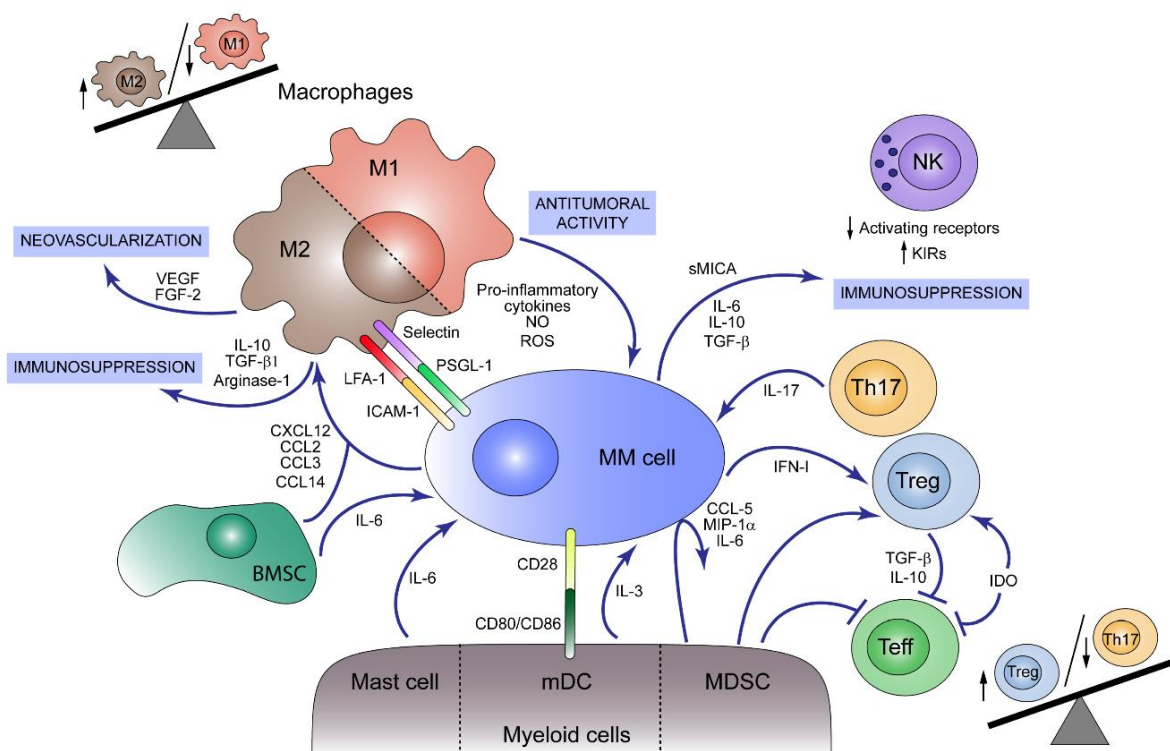 M2
M1
Macrophages
M1
M2
NEOVASCULARIZATION
VEGF
FGF-2
IMMUNOSUPPRESSION
IL-10
TGF-β1
Arginase-1
ANTITUMORAL
ACTIVITY
Pro-inflammatory
cytokines
NO
ROS
Selectin
PSGL-1
LFA-1
ICAM-1
NK
Activating receptors
KIRs
sMICA
IL-6
IL-10
TGF-β
IMMUNOSUPPRESSION
IL-17
Th17
MM cell
IFN-I
Treg
CXCL12
CCL2
CCL3
CCL14
BMSC
IL-6
IL-6
CD28
CD80/CD86
IL-3
CCL-5
MIP-1α
IL-6
TGF-β
IL-10
IDO
Teff
Treg
Th17
Mast cell
mDC
MDSC
Myeloid cells